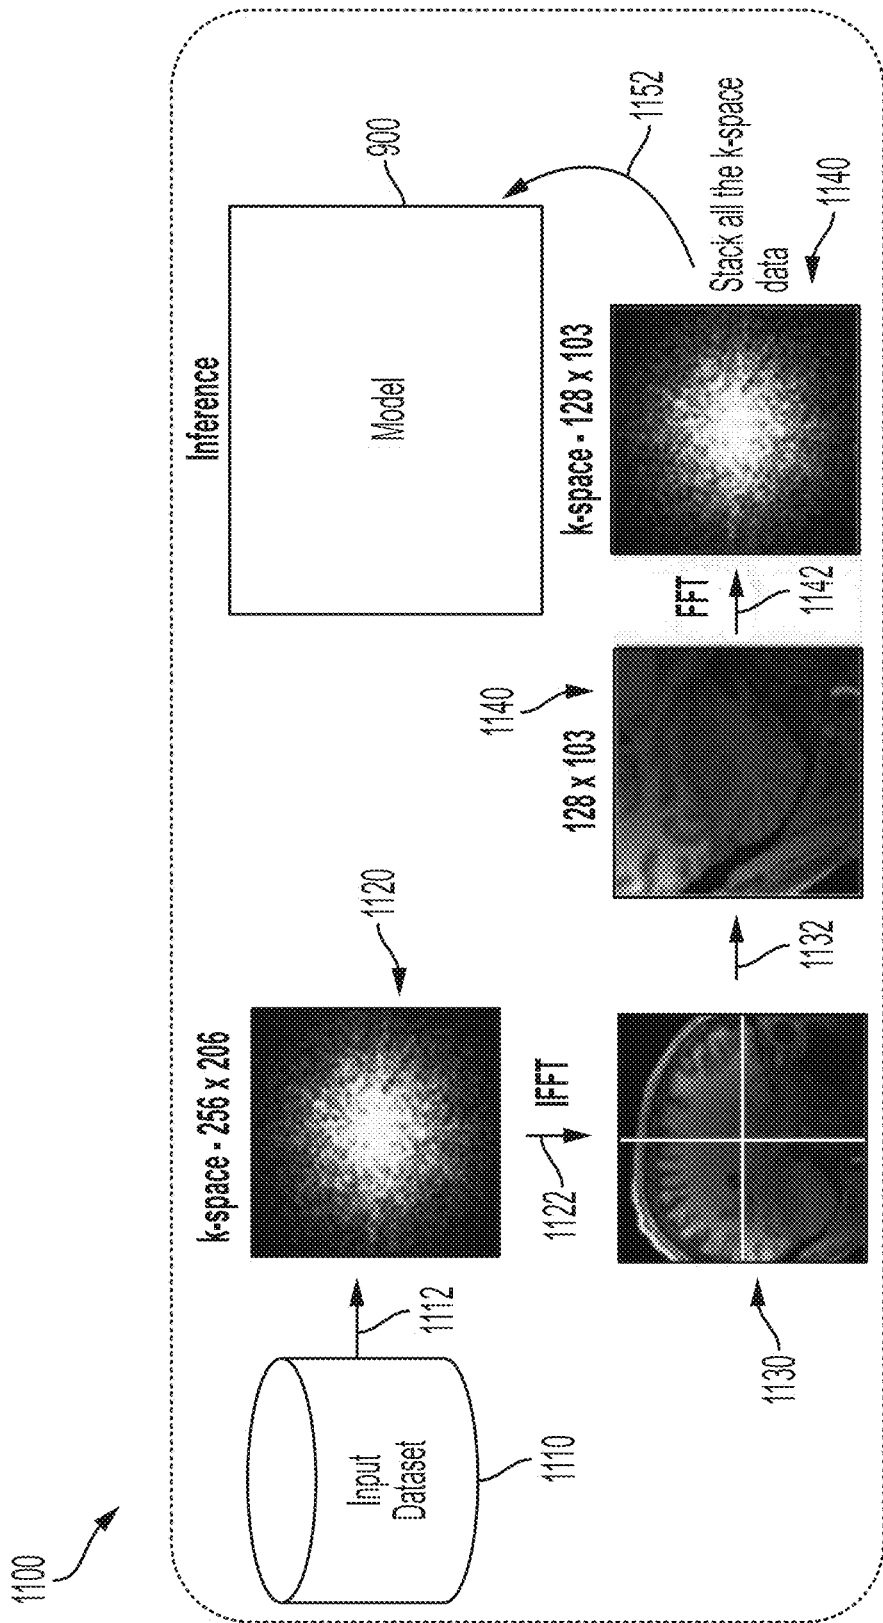 1100
Inference
Input
Dataset
1110
1112
k-space - 256 x 206
1120
1122
IFFT
1130
1132
128 x 103
1140
FFT
1142
k-space - 128 x 103
1140
Stack all the k-space
data
1152
Model
900